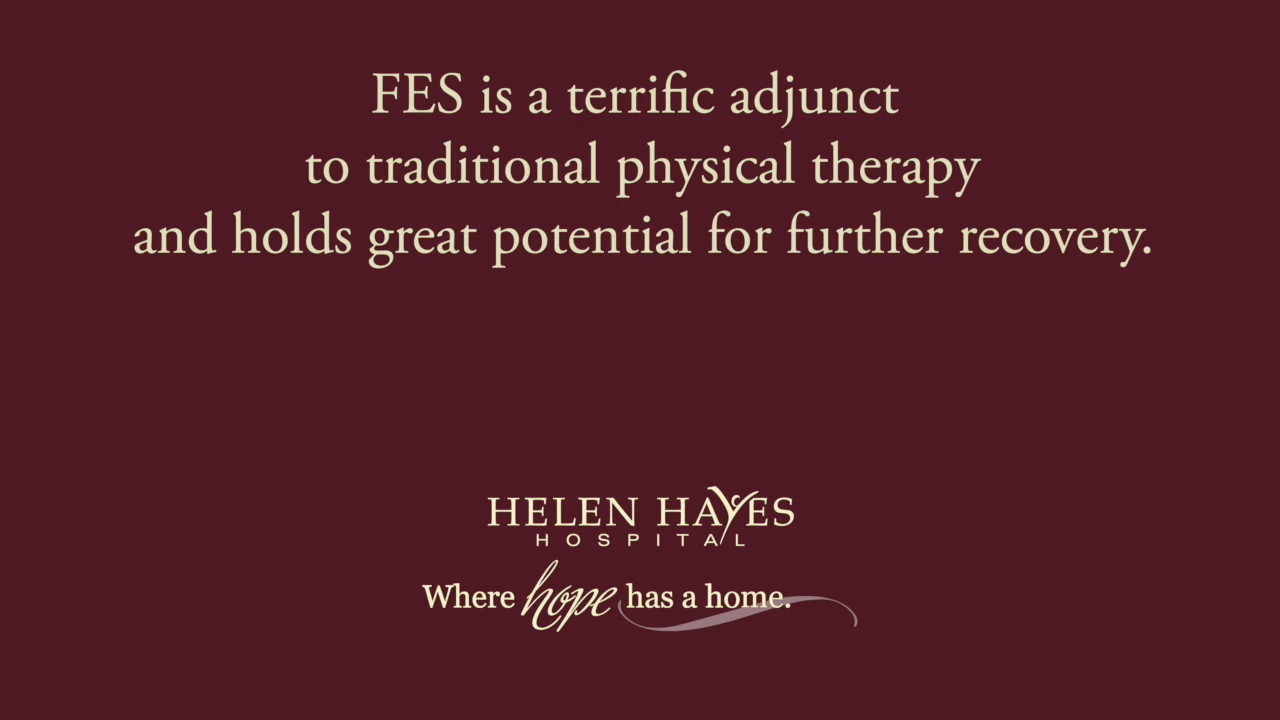 FES is a terrific adjunct
to traditional physical therapy
and holds great potential for further recovery.
HELEN HAYES
HOSPITAL
Where hope has a home.